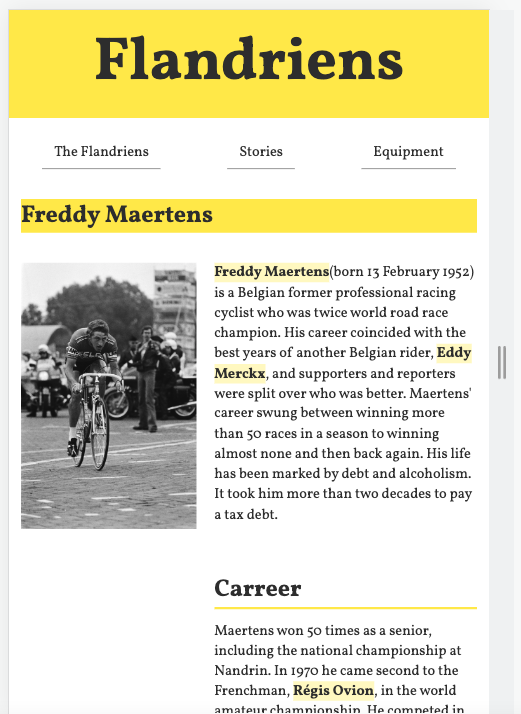 Flandriens
The Flandriens
Stories
Equipment
Freddy Maertens
Freddy Maertens(born 13 February 1952)
is a Belgian former professional racing
cyclist who was twice world road race
champion. His career coincided with the
best years of another Belgian rider, Eddy
Merckx, and supporters and reporters
were split over who was better. Maertens'
career swung between winning more
than 50 races in a season to winning
almost none and then back again. His life
has been marked by debt and alcoholism.
It took him more than two decades to pay
a tax debt.
Carreer
Maertens won 50 times as a senior,
including the national championship at
Nandrin. In 1970 he came second to the
Frenchman, Régis Ovion, in the world
amateur championship. He competed in